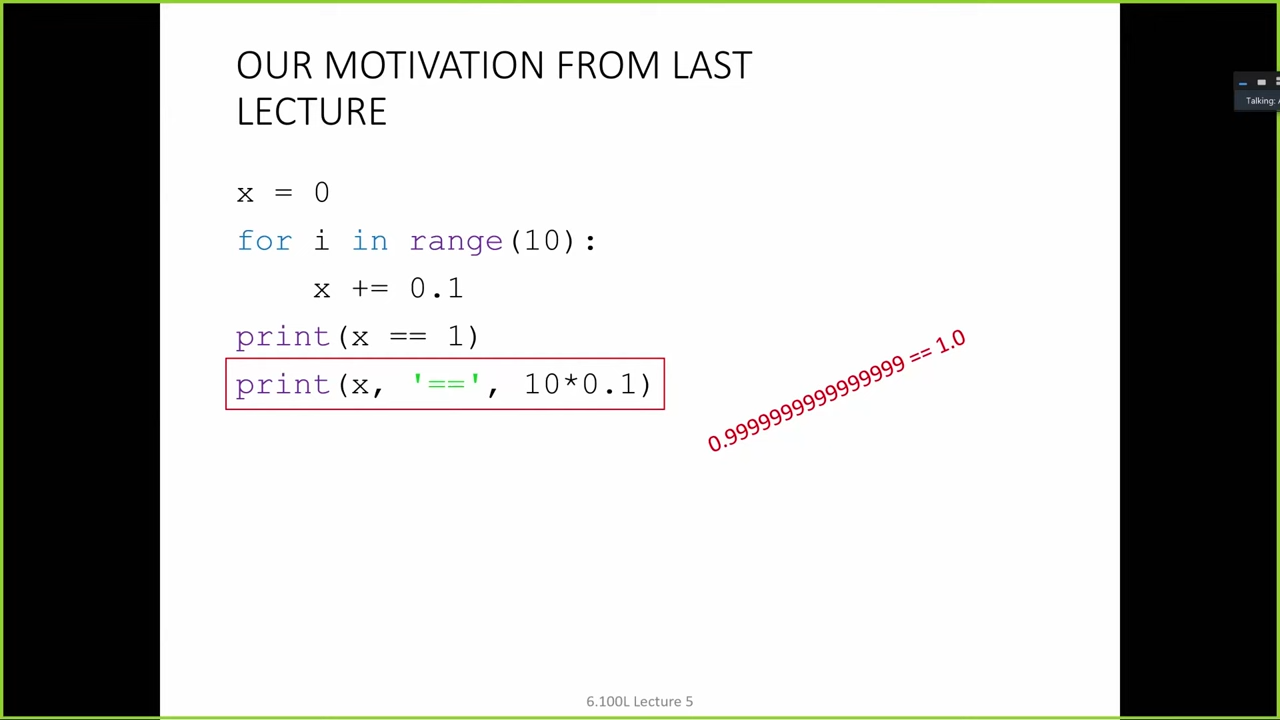 OUR MOTIVATION FROM LAST
LECTURE
x = 0
for i in range(10):
    x += 0.1
print(x == 1)
print(x, '==', 10*0.1)
0.9999999999999999 == 1.0
6.100L Lecture 5
Talking: